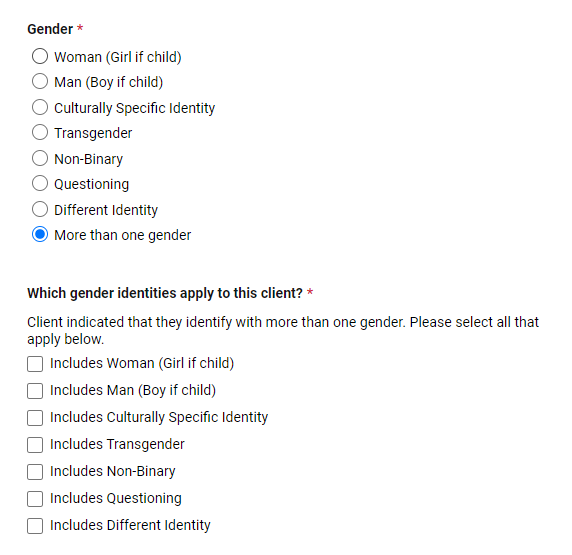 Gender *
Woman (Girl if child)
Man (Boy if child)
Culturally Specific Identity
Transgender
Non-Binary
Questioning
Different Identity
More than one gender
Which gender identities apply to this client? *
Client indicated that they identify with more than one gender. Please select all that
apply below.
Includes Woman (Girl if child)
Includes Man (Boy if child)
Includes Culturally Specific Identity
Includes Transgender
Includes Non-Binary
Includes Questioning
Includes Different Identity